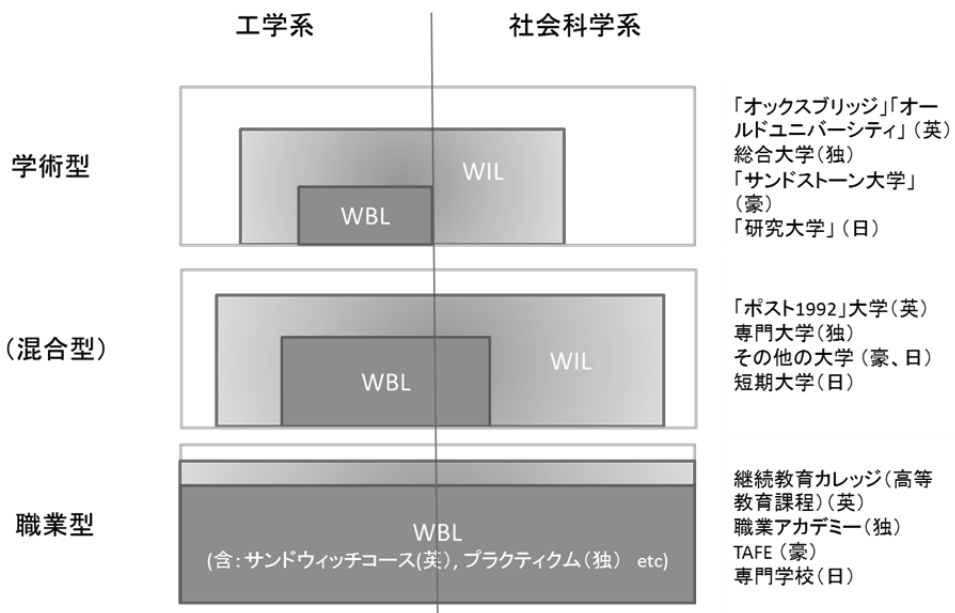 工学系
社会科学系
学術型
WIL
WBL
「オックスブリッジ」「オー
ルドユニバーシティ」（英）
総合大学（独）
「サンドストーン大学」
（豪）
「研究大学」（日）
（混合型）
WBL
WIL
「ポスト1992」大学（英）
専門大学（独）
その他の大学（豪、日）
短期大学（日）
職業型
WBL
(含：サンドウィッチコース(英), プラクティクム（独） etc)
継続教育カレッジ（高等
教育課程）（英）
職業アカデミー（独）
TAFE（豪）
専門学校（日）